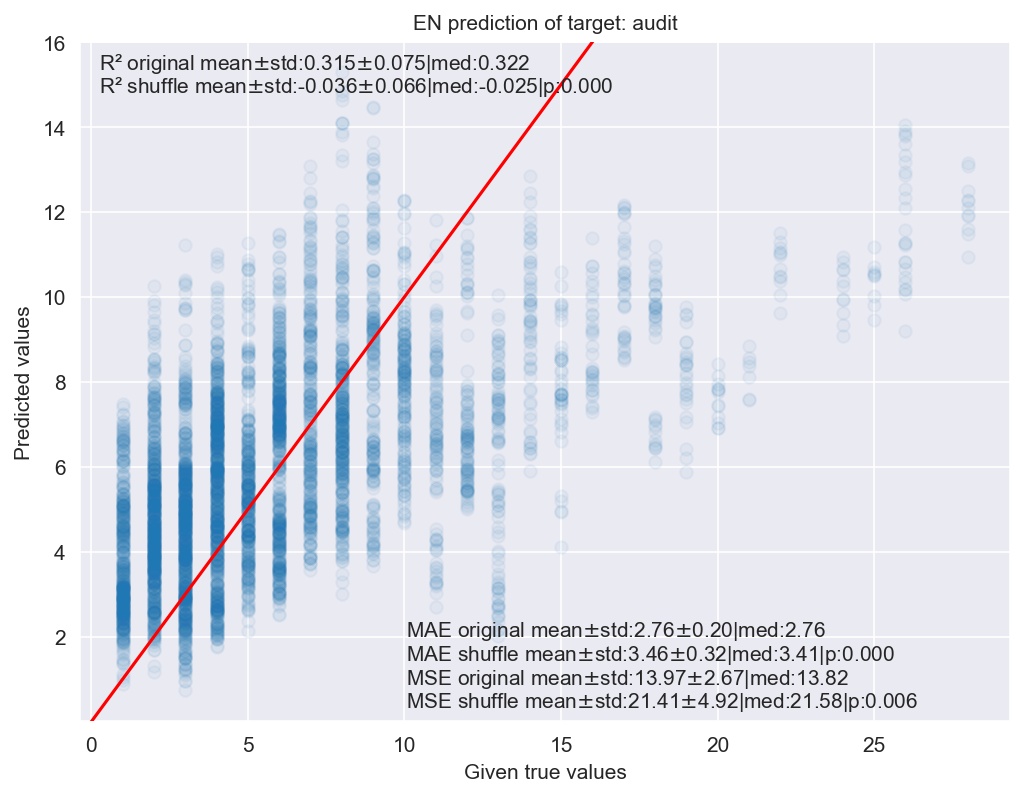 EN prediction of target: audit
R² original mean±std:0.315±0.075|med:0.322
R² shuffle mean±std:-0.036±0.066|med:-0.025|p:0.000
16
14
12
10
8
6
4
2
Predicted values
MAE original mean±std:2.76±0.20|med:2.76
MAE shuffle mean±std:3.46±0.32|med:3.41|p:0.000
MSE original mean±std:13.97±2.67|med:13.82
MSE shuffle mean±std:21.41±4.92|med:21.58|p:0.006
0 5 10 15 20 25
Given true values